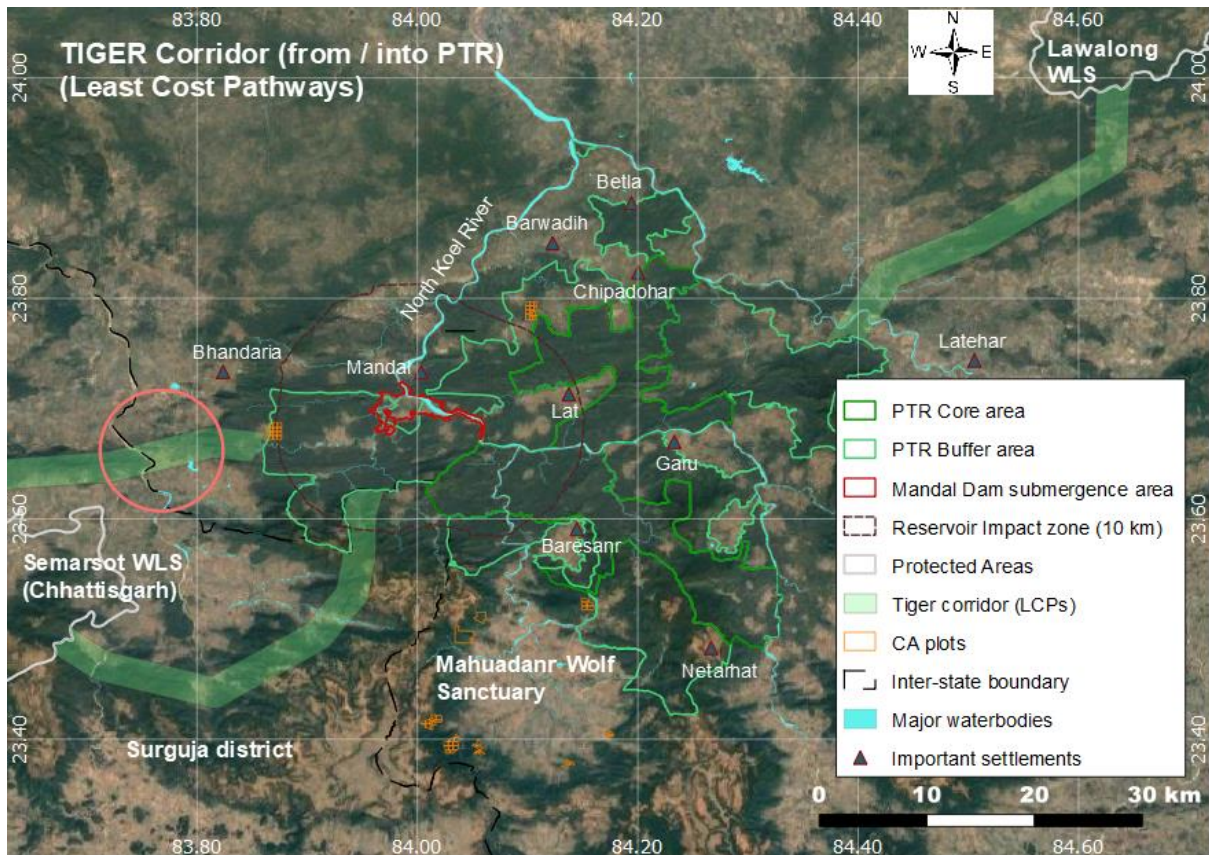 83.80
84.00
84.20
84.40
84.60
TIGER Corridor (from / into PTR)
(Least Cost Pathways)
N
W
E
S
Lawalong
WLS
24.00
24.00
Betla
Barwadih
North Koel River
Chipadohar
23.80
23.80
Bhandaria
Mandal
Latehar
Lat
Garu
23.60
23.60
Baresanr
Semarsot WLS
(Chhattisgarh)
Mahuadanr Wolf
Sanctuary
Netarhat
Surguja district
23.40
23.40
PTR Core area
PTR Buffer area
Mandal Dam submergence area
Reservoir Impact zone (10 km)
Protected Areas
Tiger corridor (LCPs)
CA plots
Inter-state boundary
Major waterbodies
Important settlements
0 10 20 30 km
83.80
84.00
84.20
84.40
84.60